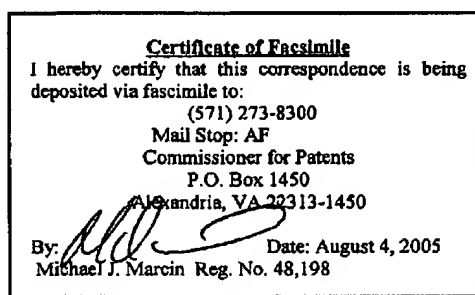 Certificate of Facsimile
I hereby certify that this correspondence is being
deposited via fascimile to:
(571) 273-8300
Mail Stop: AF
Commissioner for Patents
P.O. Box 1450
Alexandria, VA 22313-1450
By: Date: August 4, 2005
Michael J. Marcin Reg. No. 48,198